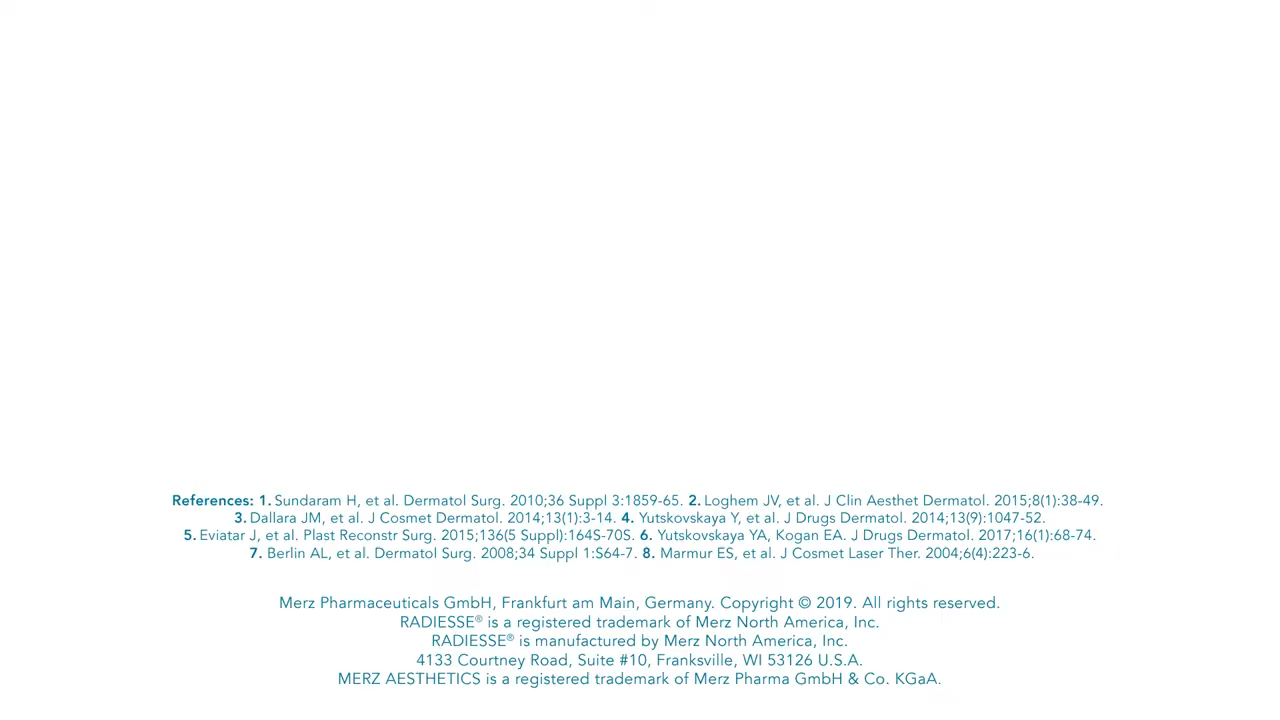 References: 1. Sundaram H, et al. Dermatol Surg. 2010;36 Suppl 3:1859-65. 2. Loghem JV, et al. J Clin Aesthet Dermatol. 2015;8(1):38-49.
3. Dallara JM, et al. J Cosmet Dermatol. 2014;13(1):3-14. 4. Yutskovskaya Y, et al. J Drugs Dermatol. 2014;13(9):1047-52.
5. Eviatar J, et al. Plast Reconstr Surg. 2015;136(5 Suppl):164S-70S. 6. Yutskovskaya YA, Kogan EA. J Drugs Dermatol. 2017;16(1):68-74.
7. Berlin AL, et al. Dermatol Surg. 2008;34 Suppl 1:S64-7. 8. Marmur ES, et al. J Cosmet Laser Ther. 2004;6(4):223-6.
Merz Pharmaceuticals GmbH, Frankfurt am Main, Germany. Copyright © 2019. All rights reserved.
RADIESSE® is a registered trademark of Merz North America, Inc.
RADIESSE® is manufactured by Merz North America, Inc.
4133 Courtney Road, Suite #10, Franksville, WI 53126 U.S.A.
MERZ AESTHETICS is a registered trademark of Merz Pharma GmbH & Co. KGaA.